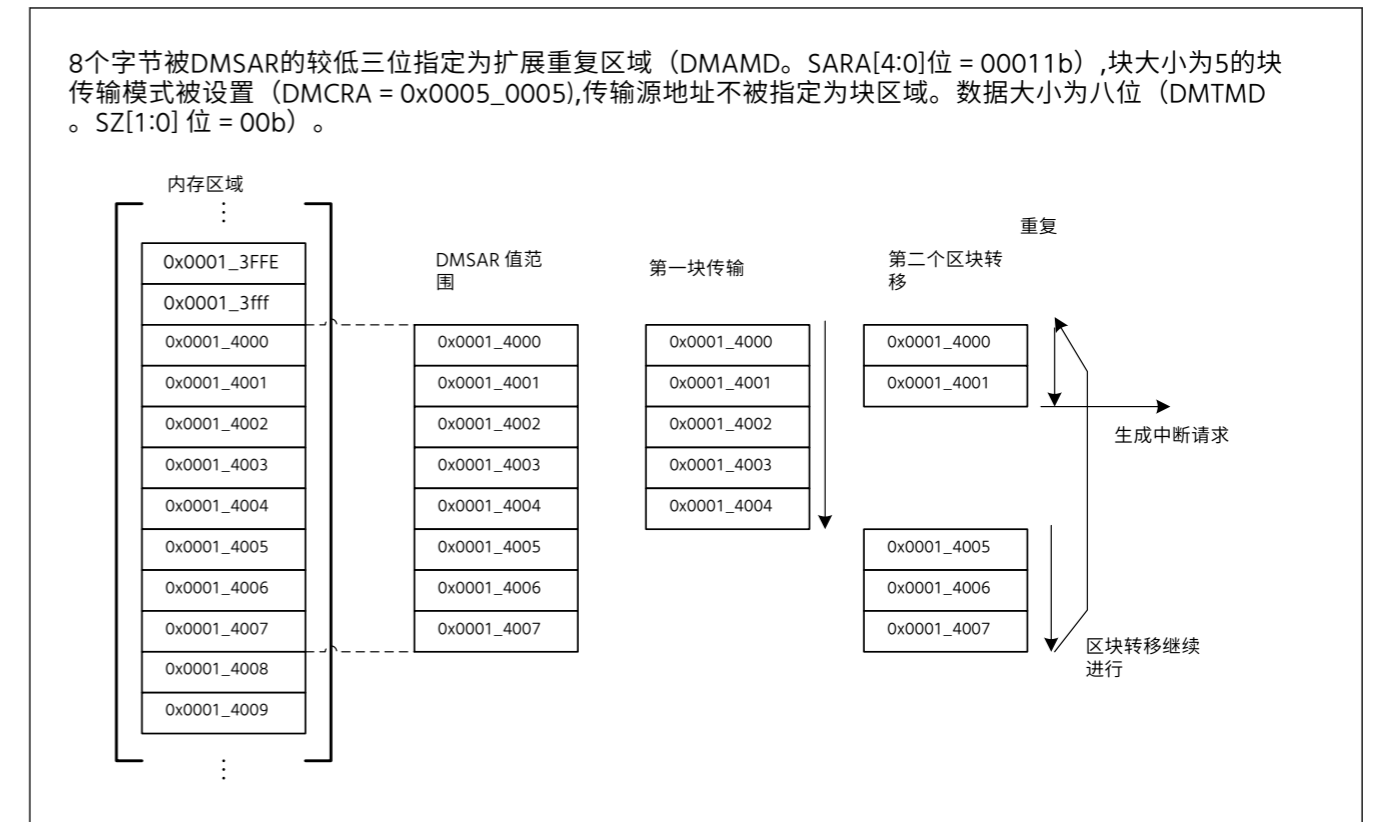 8个字节被DMSAR的较低三位指定为扩展重复区域（DMAMD。SARA[4:0]位 = 00011b）,块大小为5的块
传输模式被设置（DMCRA = 0x0005_0005),传输源地址不被指定为块区域。数据大小为八位（DMTMD
。SZ[1:0] 位 = 00b）。
内存区域
⋮
0x0001_3FFE
0x0001_3fff
0x0001_4000
0x0001_4001
0x0001_4002
0x0001_4003
0x0001_4004
0x0001_4005
0x0001_4006
0x0001_4007
0x0001_4008
0x0001_4009
⋮
DMSAR 值范
围
0x0001_4000
0x0001_4001
0x0001_4002
0x0001_4003
0x0001_4004
0x0001_4005
0x0001_4006
0x0001_4007
第一块传输
0x0001_4000
0x0001_4001
0x0001_4002
0x0001_4003
0x0001_4004
第二个区块转
移
0x0001_4000
0x0001_4001
0x0001_4005
0x0001_4006
0x0001_4007
重复
生成中断请求
区块转移继续
进行